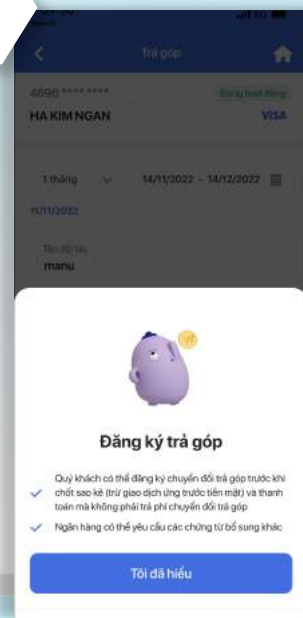 Trả góp
4696 **** ****
Đang hoạt động
HA KIM NGAN
VISA
1 tháng
14/11/2022 - 14/12/2022
11/11/2022
Tên đối tác
manu
Đăng ký trả góp
Quý khách có thể đăng ký chuyển đổi trả góp trước khi
chốt sao kê (trừ giao dịch ứng trước tiền mặt) và thanh
toán mà không phải trả phí chuyển đổi trả góp
Ngân hàng có thể yêu cầu các chứng từ bổ sung khác
Tôi đã hiểu